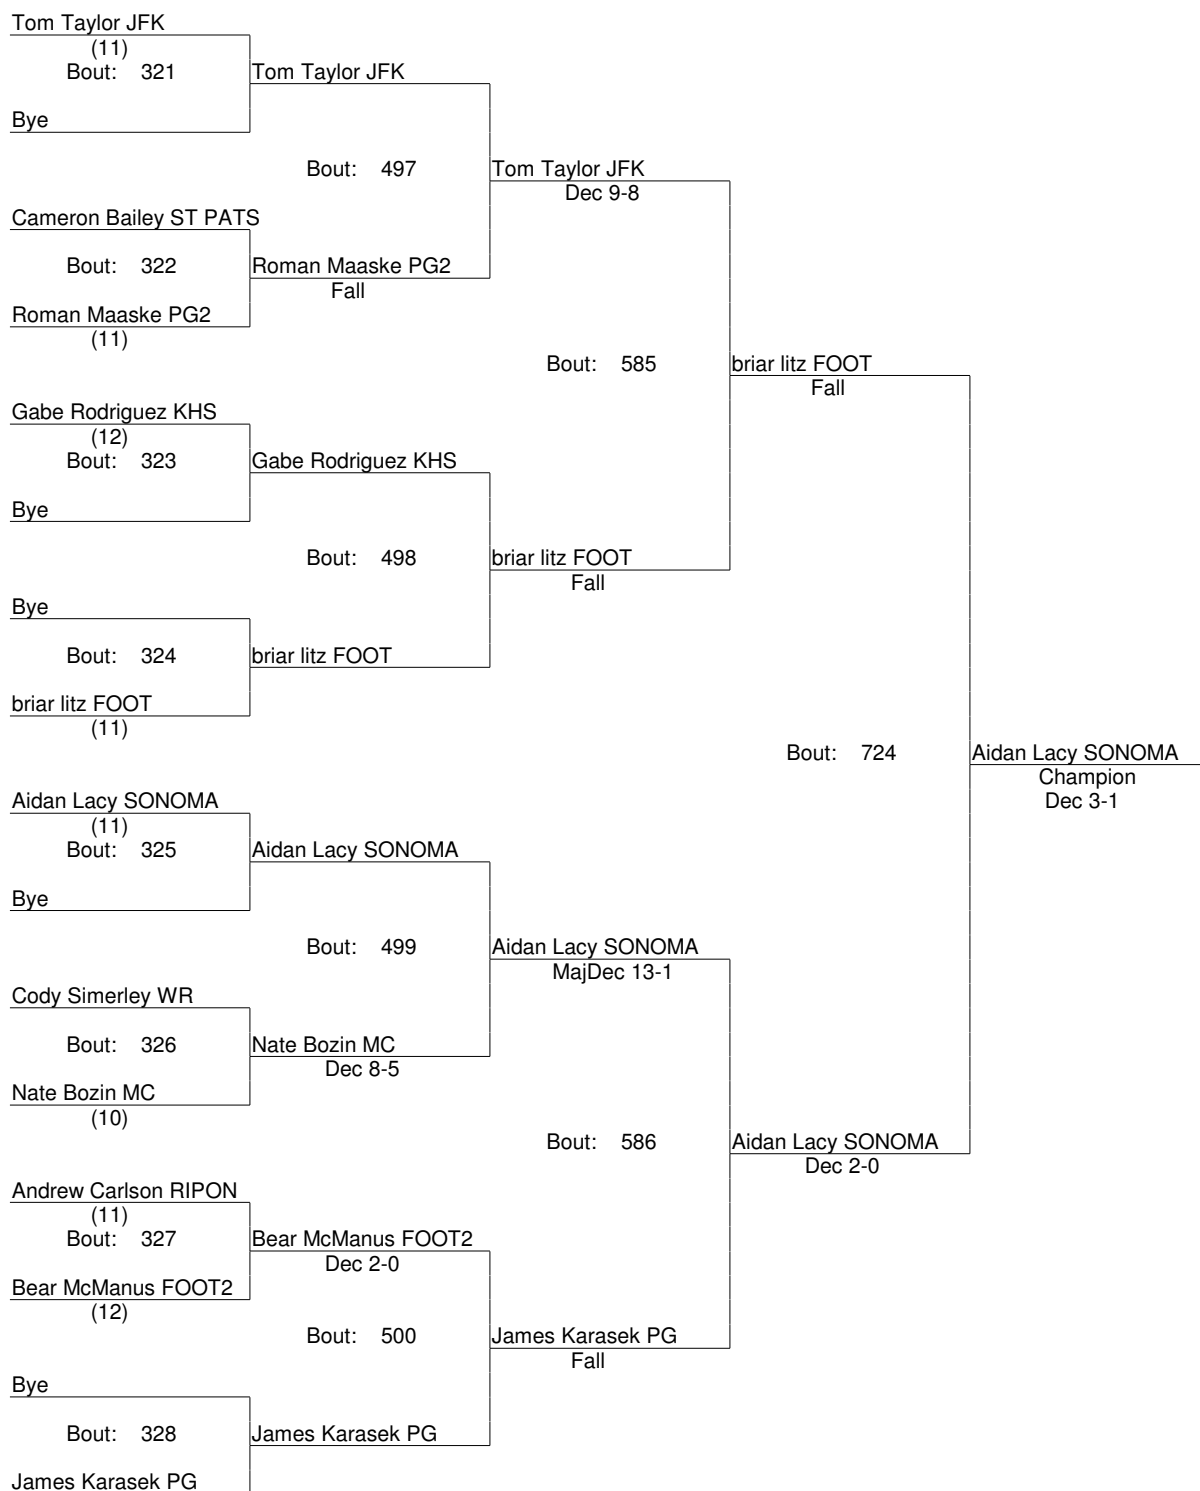 Tom Taylor JFK
(11)
Bout: 321
Tom Taylor JFK
Bye
Bout: 497
Tom Taylor JFK
Dec 9-8
Cameron Bailey ST PATS
Bout: 322
Roman Maaske PG2
Fall
Roman Maaske PG2
(11)
Bout: 585
briar litz FOOT
Fall
Gabe Rodriguez KHS
(12)
Bout: 323
Gabe Rodriguez KHS
Bye
Bout: 498
briar litz FOOT
Fall
Bye
Bout: 324
briar litz FOOT
briar litz FOOT
(11)
Bout: 724
Aidan Lacy SONOMA
Champion
Dec 3-1
Aidan Lacy SONOMA
(11)
Bout: 325
Aidan Lacy SONOMA
Bye
Bout: 499
Aidan Lacy SONOMA
MajDec 13-1
Cody Simerley WR
Bout: 326
Nate Bozin MC
Dec 8-5
Nate Bozin MC
(10)
Bout: 586
Aidan Lacy SONOMA
Dec 2-0
Andrew Carlson RIPON
(11)
Bout: 327
Bear McManus FOOT2
Dec 2-0
Bear McManus FOOT2
(12)
Bout: 500
James Karasek PG
Fall
Bye
Bout: 328
James Karasek PG
James Karasek PG